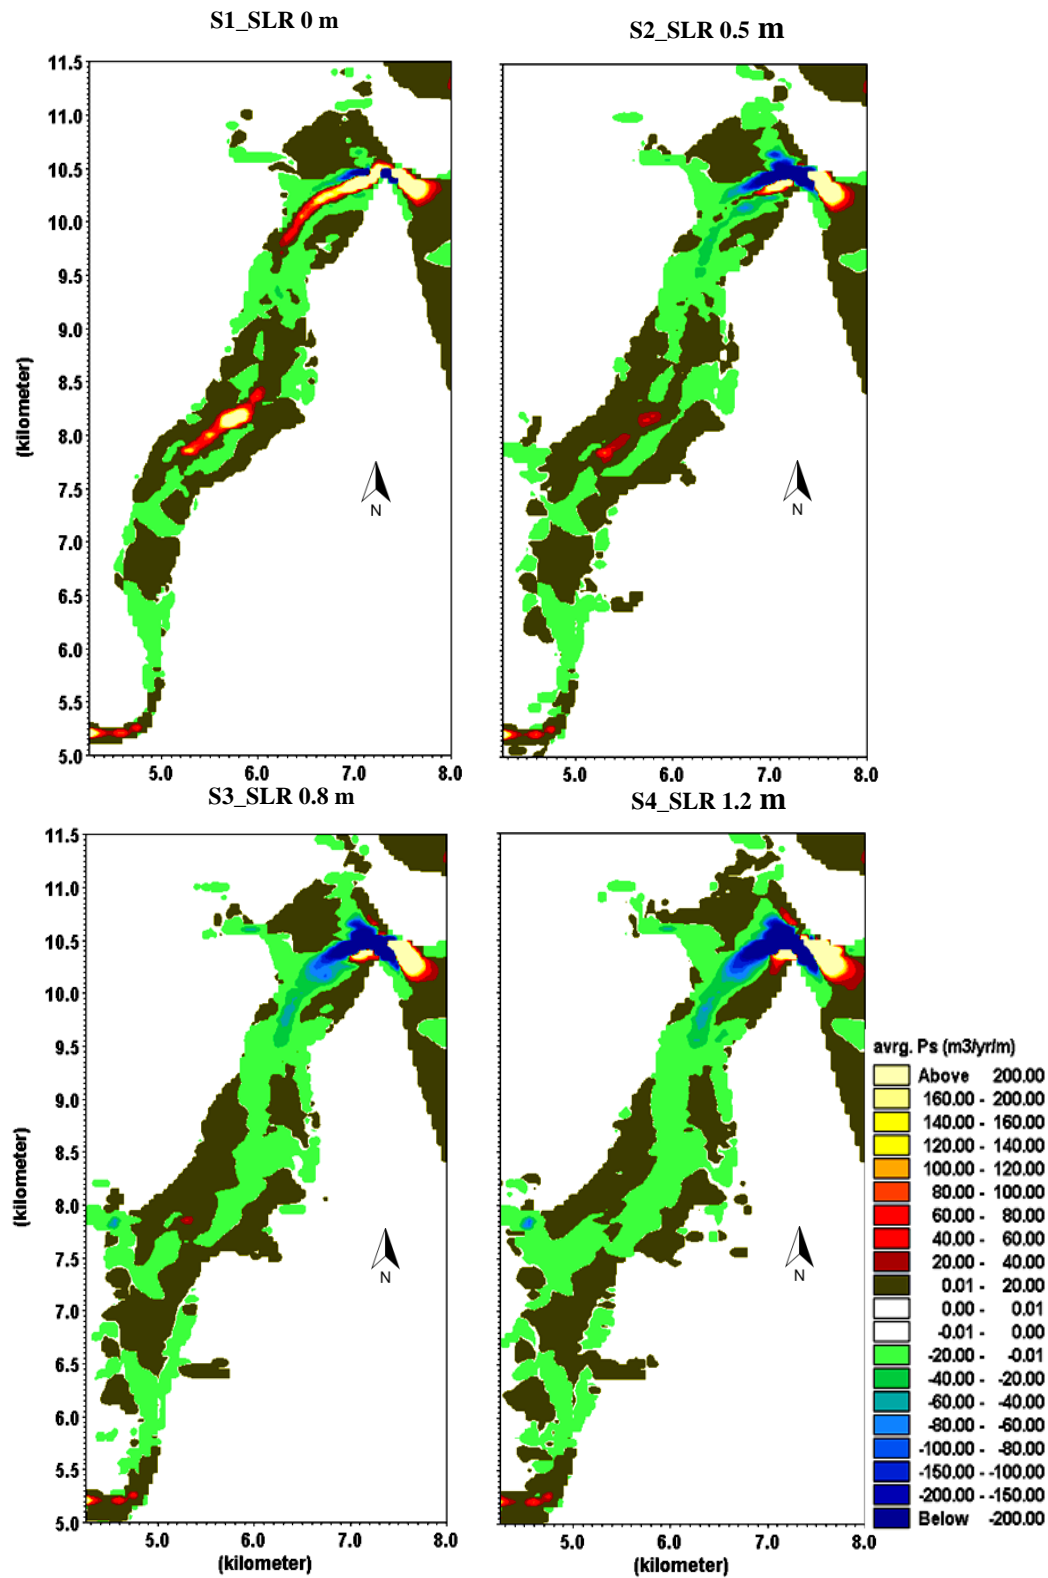 S1_SLR 0 m
S2_SLR 0.5 m
11.5
11.0
10.5
10.0
9.5
9.0
8.5
8.0
7.5
7.0
6.5
6.0
5.5
5.0
(kilometer)
N
N
5.0 6.0 7.0 8.0
5.0 6.0 7.0 8.0
S3_SLR 0.8 m
S4_SLR 1.2 m
11.5
11.0
10.5
10.0
9.5
9.0
8.5
8.0
7.5
7.0
6.5
6.0
5.5
5.0
(kilometer)
N
N
5.0 6.0 7.0 8.0
(kilometer)
5.0 6.0 7.0 8.0
(kilometer)
avrg. Ps (m3/yr/m)
Above 200.00
160.00 - 200.00
140.00 - 160.00
120.00 - 140.00
100.00 - 120.00
80.00 - 100.00
60.00 - 80.00
40.00 - 60.00
20.00 - 40.00
0.01 - 20.00
0.00 - 0.01
-0.01 - 0.00
-20.00 - -0.01
-40.00 - -20.00
-60.00 - -40.00
-80.00 - -60.00
-100.00 - -80.00
-150.00 - -100.00
-200.00 - -150.00
Below -200.00